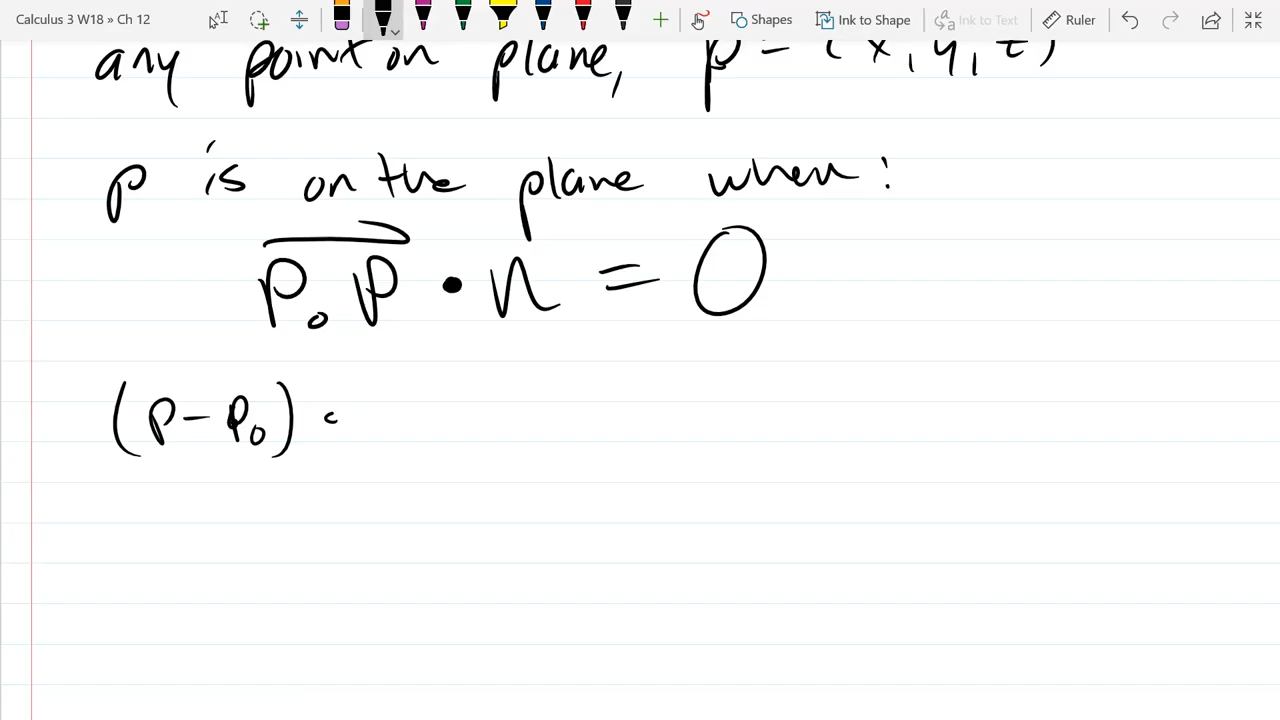 Calculus 3 W18 » Ch 12 Shapes Ink to Shape Ink to Text Ruler
any point on plane, p = (x, y, z)
p is on the plane when:
P₀P • n = 0
(p - p₀)